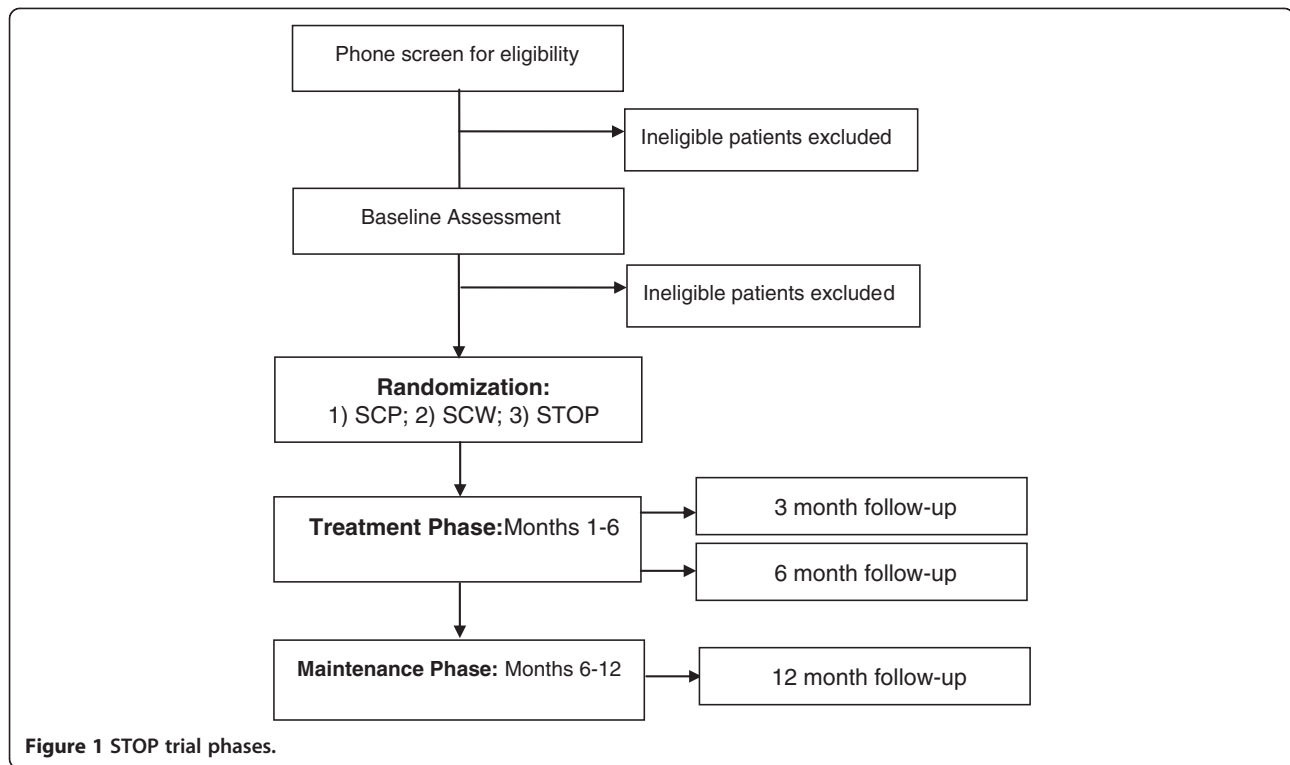 Phone screen for eligibility
Ineligible patients excluded
Baseline Assessment
Ineligible patients excluded
Randomization:
1) SCP; 2) SCW; 3) STOP
Treatment Phase:Months 1-6
3 month follow-up
6 month follow-up
Maintenance Phase: Months 6-12
12 month follow-up
Figure 1 STOP trial phases.